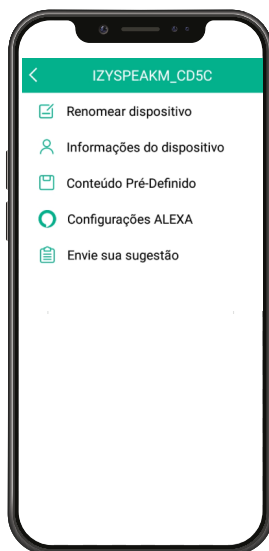 IZYSPEAKM_CD5C
Renomear dispositivo
Informações do dispositivo
Conteúdo Pré-Definido
Configurações ALEXA
Envie sua sugestão